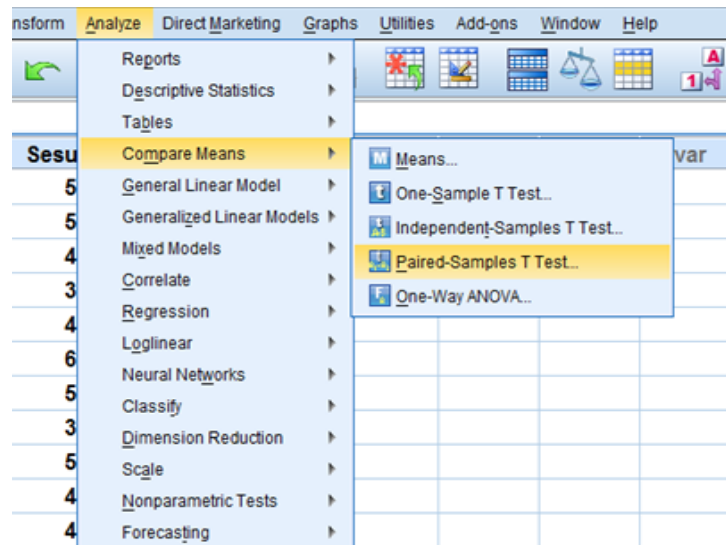 nsform Analyze Direct Marketing Graphs Utilities Add-ons Window Help
A
1
Reports
Descriptive Statistics
Tables
Sesu Compare Means var
Means...
5 General Linear Model
One-Sample T Test...
5 Generalized Linear Models
Independent-Samples T Test...
4 Mixed Models
Paired-Samples T Test...
3 Correlate
One-Way ANOVA...
4 Regression
6 Loglinear
5 Neural Networks
3 Classify
5 Dimension Reduction
4 Scale
4 Nonparametric Tests
Forecasting